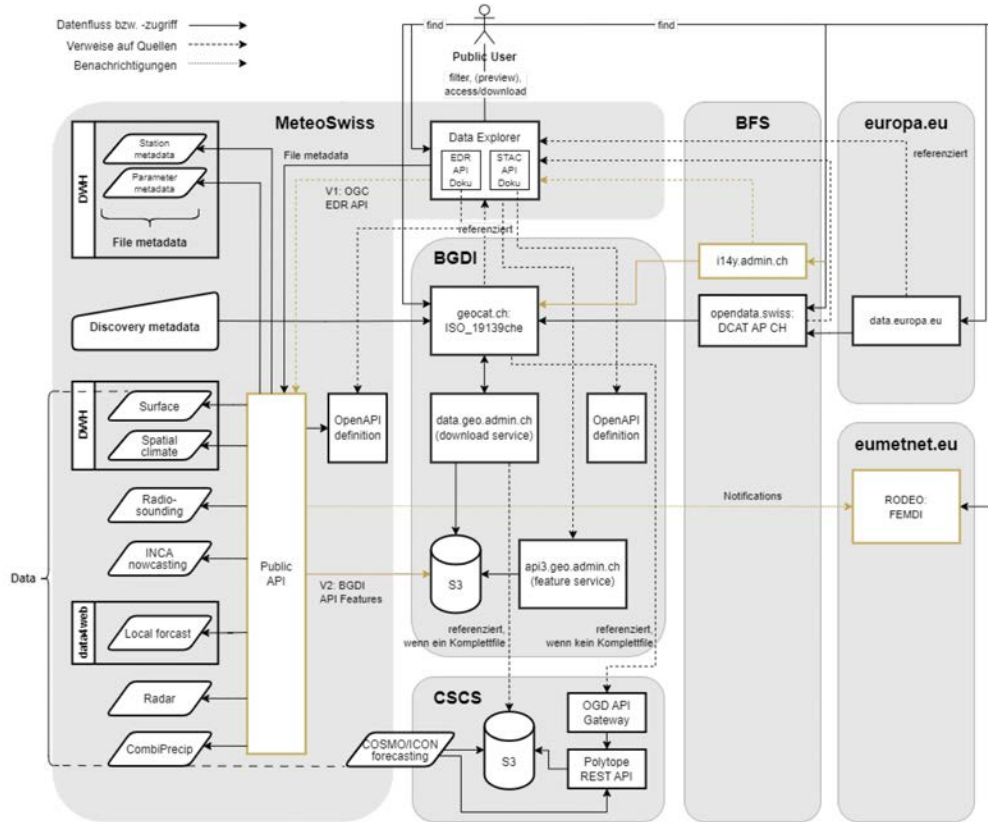 Datenfluss bzw. -zugriff
Verweise auf Quellen
Benachrichtigungen
find
find
Public User
filter, (preview),
access/download
MeteoSwiss
BFS
europa.eu
DWH
Station
metadata
Parameter
metadata
File metadata
File metadata
Data Explorer
EDR
API
Doku
STAC
API
Doku
V1: OGC
EDR API
referenziert
referenziert
BGDI
i14y.admin.ch
Discovery metadata
geocat.ch:
ISO_19139che
opendata.swiss:
DCAT AP CH
data.europa.eu
DWH
Surface
Spatial
climate
OpenAPI
definition
data.geo.admin.ch
(download service)
OpenAPI
definition
eumetnet.eu
Radio-
sounding
Notifications
RODEO:
FEMDI
Data
INCA
nowcasting
Public
API
V2: BGDI
API Features
S3
api3.geo.admin.ch
(feature service)
data4web
Local forcast
referenziert,
wenn ein Komplettfile
referenziert,
wenn kein Komplettfile
Radar
CSCS
OGD API
Gateway
CombiPrecip
COSMO/ICON
forecasting
S3
Polytope
REST API